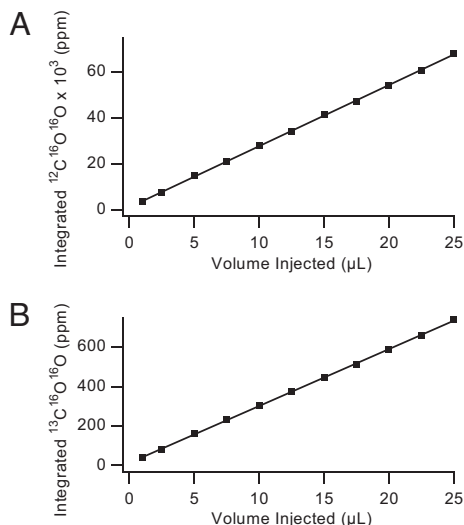 A
Integrated ¹²C¹⁶O¹⁶O x 10³ (ppm)
60
40
20
0
0 5 10 15 20 25
Volume Injected (µL)
B
Integrated ¹³C¹⁶O¹⁶O (ppm)
600
400
200
0
0 5 10 15 20 25
Volume Injected (µL)